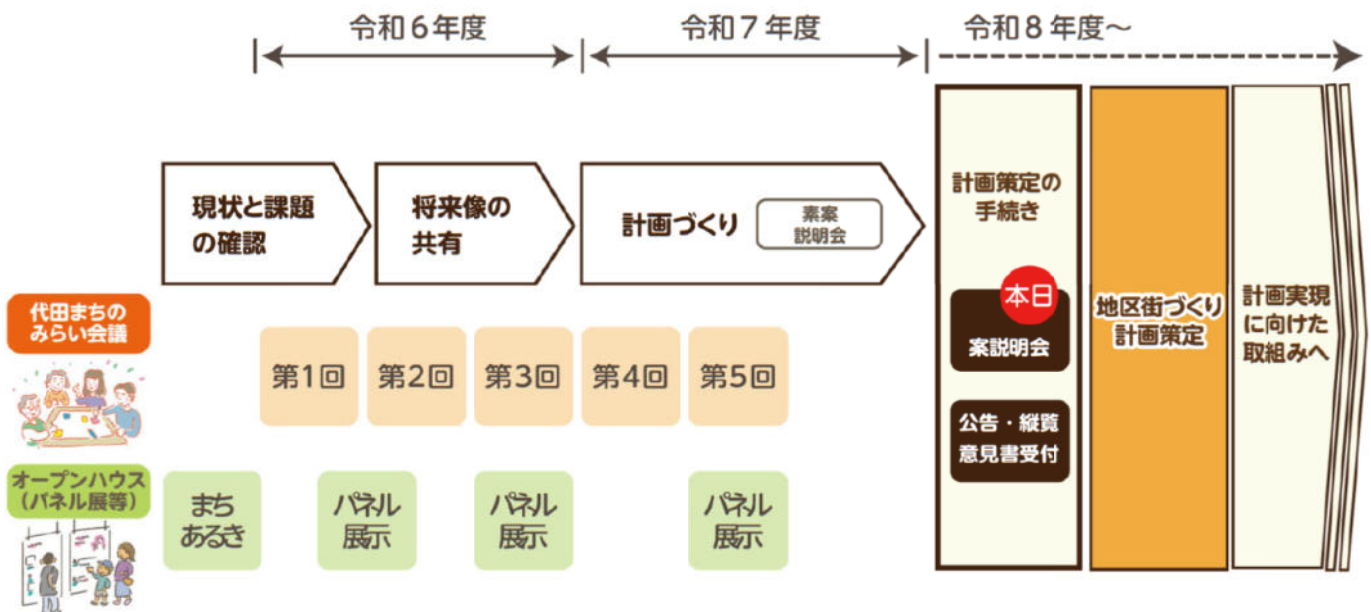 令和6年度
令和7年度
令和8年度～
現状と課題
の確認
将来像の
共有
計画づくり
素案
説明会
計画策定の
手続き
本日
案説明会
公告・縦覧
意見書受付
地区街づくり
計画策定
計画実現
に向けた
取組みへ
代田まちの
みらい会議
第1回
第2回
第3回
第4回
第5回
オープンハウス
（パネル展等）
まち
あるき
パネル
展示
パネル
展示
パネル
展示